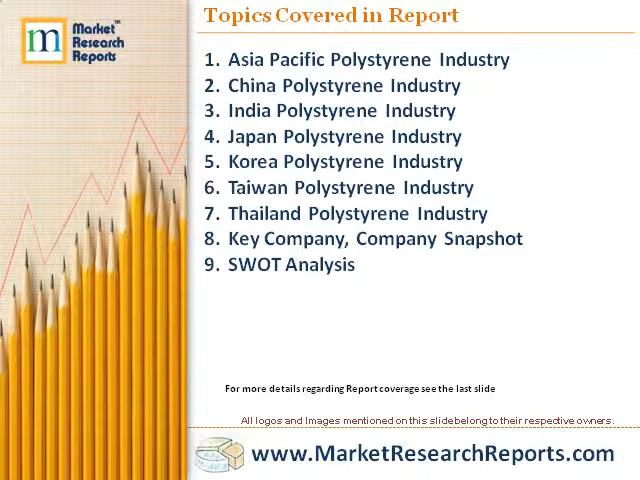 Topics Covered in Report
m
Market™
Research
Reports
1. Asia Pacific Polystyrene Industry
2. China Polystyrene Industry
3. India Polystyrene Industry
4. Japan Polystyrene Industry
5. Korea Polystyrene Industry
6. Taiwan Polystyrene Industry
7. Thailand Polystyrene Industry
8. Key Company, Company Snapshot
9. SWOT Analysis
For more details regarding Report coverage see the last slide
All logos and Images mentioned on this slide belong to their respective owners.
www.MarketResearchReports.com